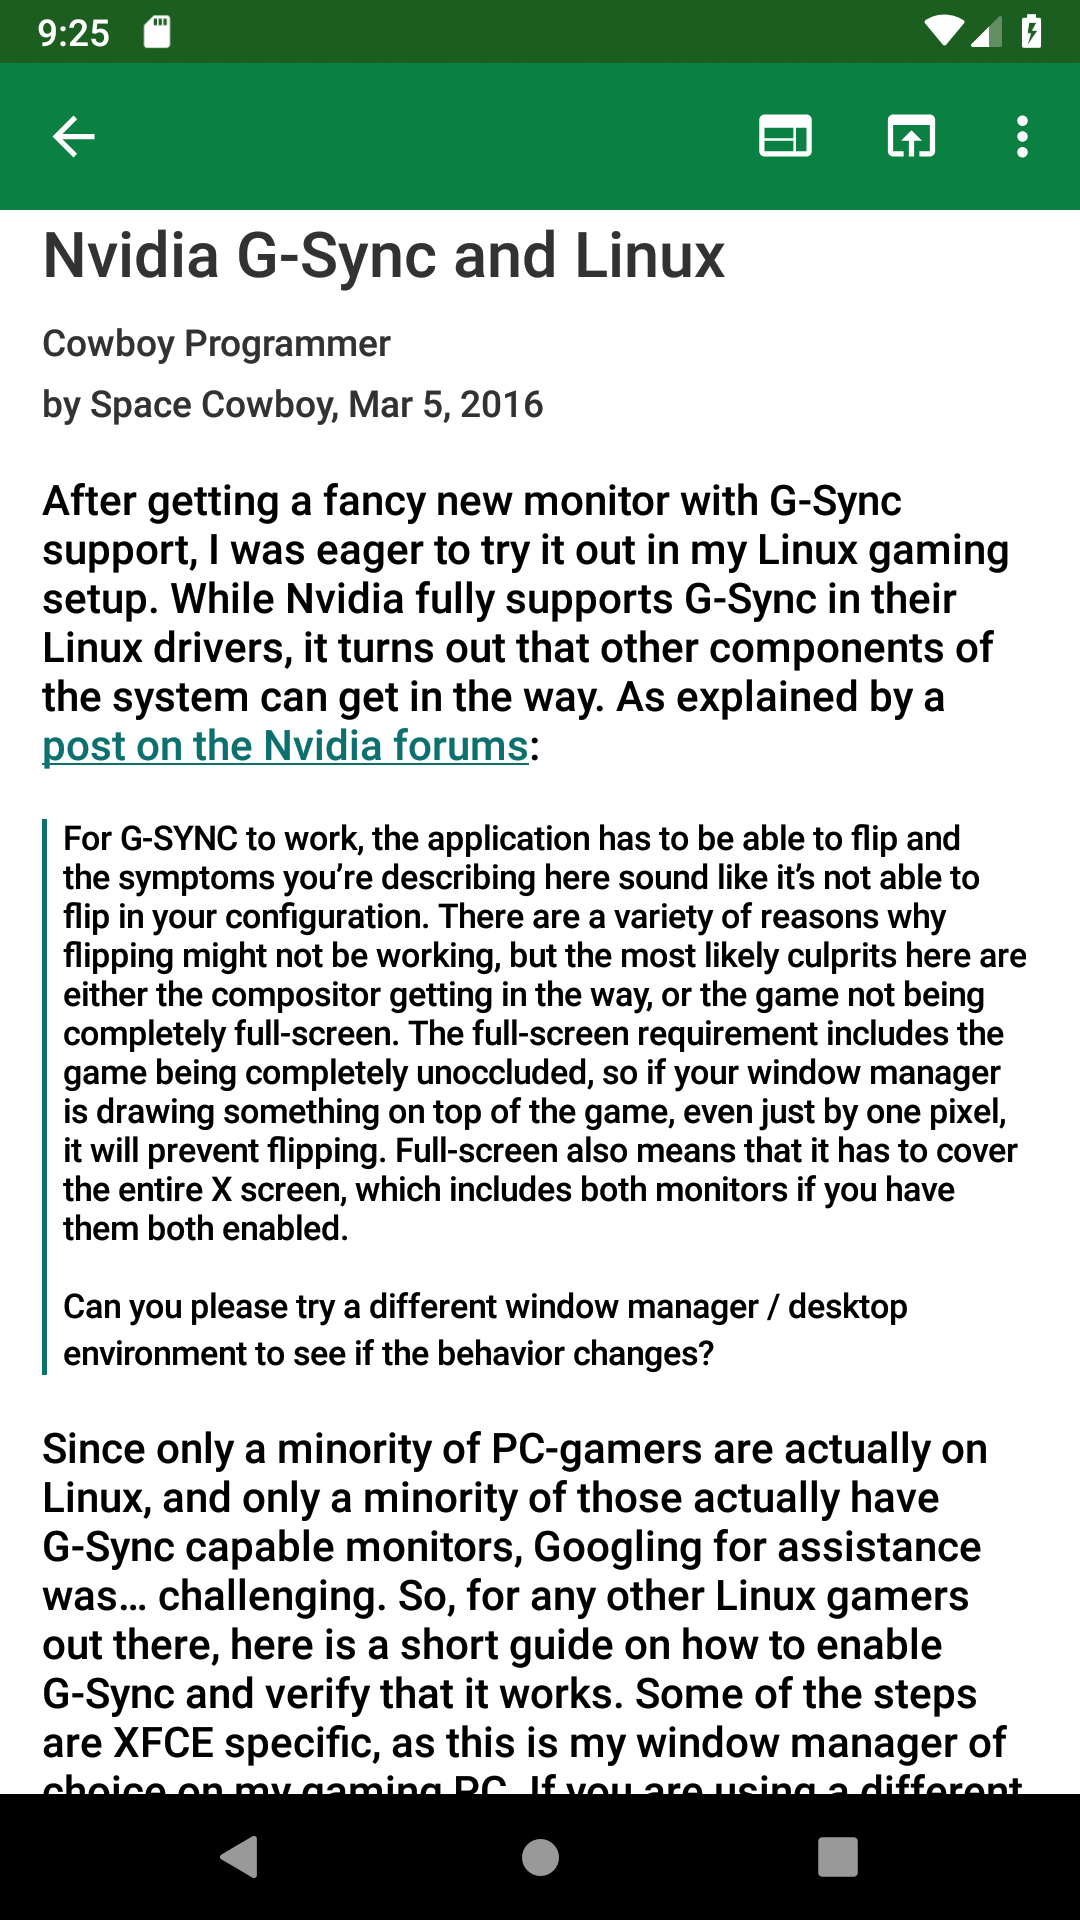 9:25
Nvidia G-Sync and Linux
Cowboy Programmer
by Space Cowboy, Mar 5, 2016
After getting a fancy new monitor with G-Sync
support, I was eager to try it out in my Linux gaming
setup. While Nvidia fully supports G-Sync in their
Linux drivers, it turns out that other components of
the system can get in the way. As explained by a
post on the Nvidia forums:
For G-SYNC to work, the application has to be able to flip and
the symptoms you’re describing here sound like it’s not able to
flip in your configuration. There are a variety of reasons why
flipping might not be working, but the most likely culprits here are
either the compositor getting in the way, or the game not being
completely full-screen. The full-screen requirement includes the
game being completely unoccluded, so if your window manager
is drawing something on top of the game, even just by one pixel,
it will prevent flipping. Full-screen also means that it has to cover
the entire X screen, which includes both monitors if you have
them both enabled.
Can you please try a different window manager / desktop
environment to see if the behavior changes?
Since only a minority of PC-gamers are actually on
Linux, and only a minority of those actually have
G-Sync capable monitors, Googling for assistance
was… challenging. So, for any other Linux gamers
out there, here is a short guide on how to enable
G-Sync and verify that it works. Some of the steps
are XFCE specific, as this is my window manager of
choice on my gaming PC. If you are using a different